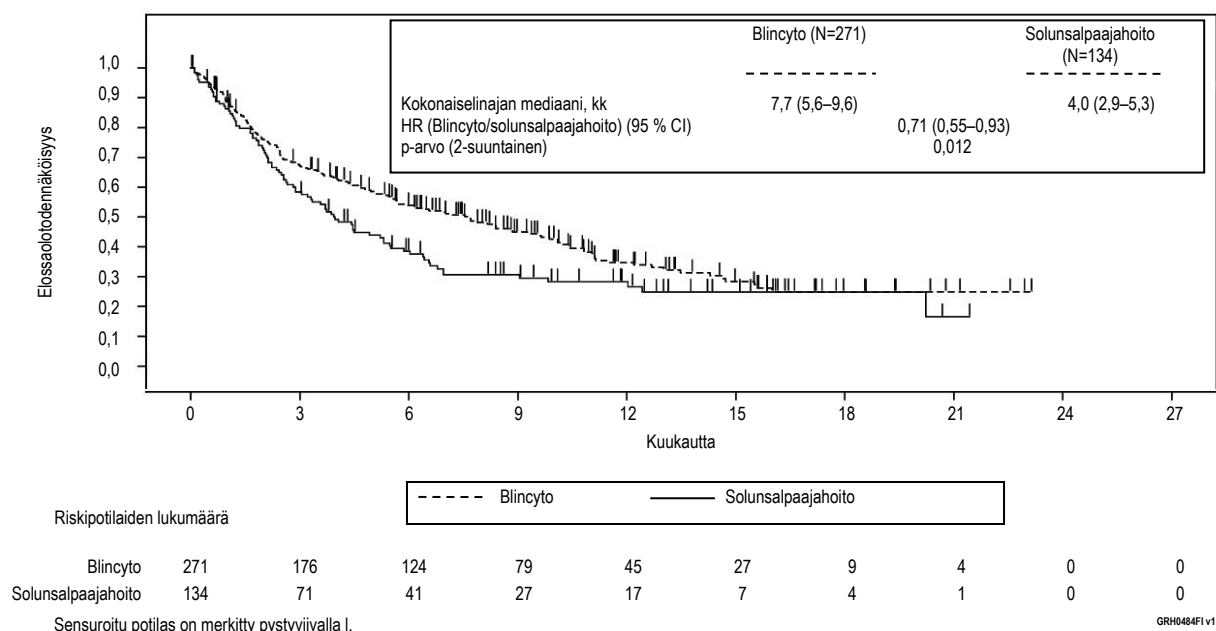 Blincyto (N=271) Solunsalpaajahoito
(N=134)
Kokonaiselinajan mediaani, kk 7,7 (5,6–9,6) 4,0 (2,9–5,3)
HR (Blincyto/solunsalpaajahoito) (95 % CI) 0,71 (0,55–0,93)
p-arvo (2-suuntainen) 0,012
Elossaolotodennäköisyys
1,0
0,9
0,8
0,7
0,6
0,5
0,4
0,3
0,2
0,1
0,0
0 3 6 9 12 15 18 21 24 27
Kuukautta
Blincyto Solunsalpaajahoito
Riskipotilaiden lukumäärä
Blincyto 271 176 124 79 45 27 9 4 0 0
Solunsalpaajahoito 134 71 41 27 17 7 4 1 0 0
Sensuroitu potilas on merkitty pystyviivalla l.
GRH0484FI v1